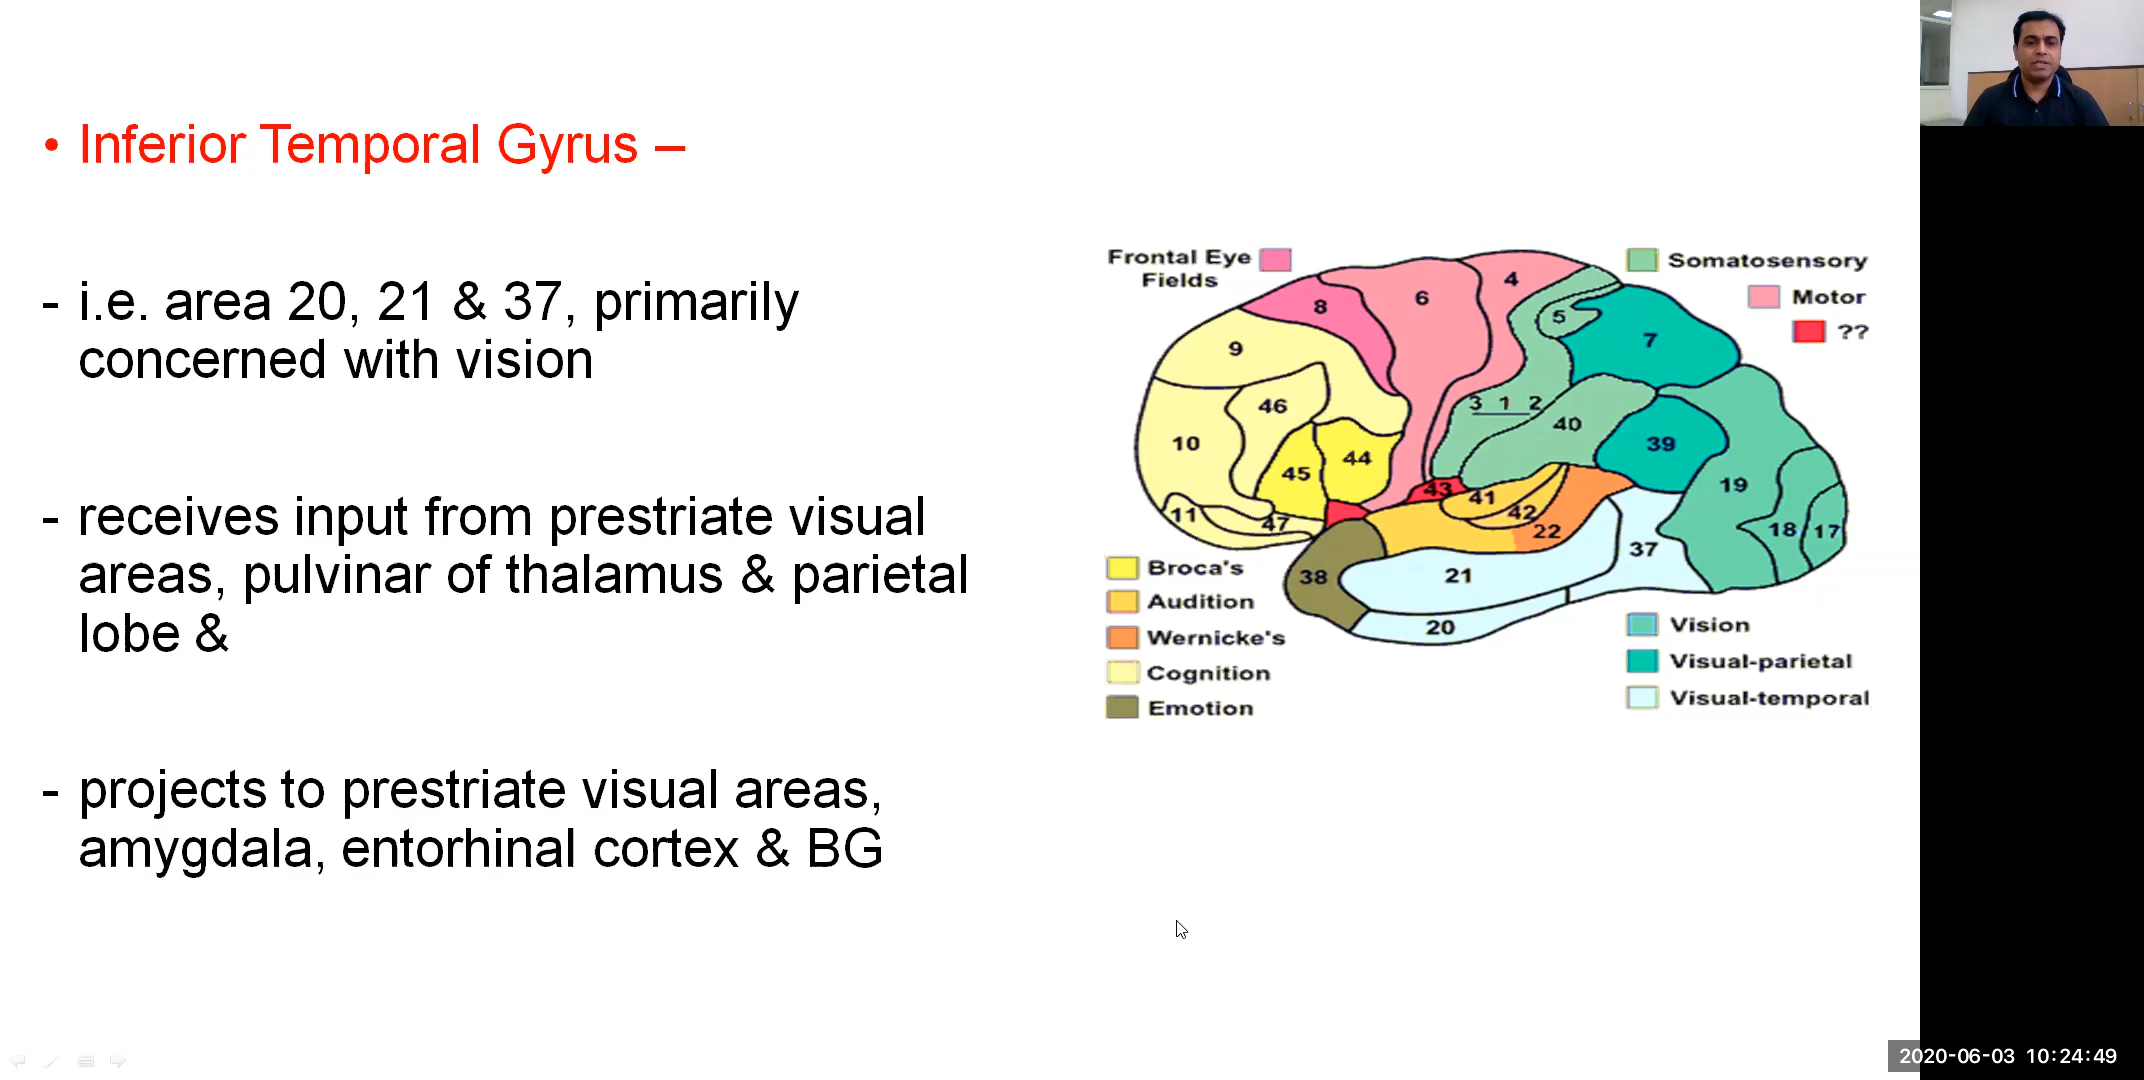 • Inferior Temporal Gyrus –
- i.e. area 20, 21 & 37, primarily
concerned with vision
- receives input from prestriate visual
areas, pulvinar of thalamus & parietal
lobe &
- projects to prestriate visual areas,
amygdala, entorhinal cortex & BG
Frontal Eye
Fields
Somatosensory
Motor
??
4
6
8
5
7
9
46
3 1 2
40
39
10
44
45
43
41
19
11
47
42
22
18
17
37
38
21
20
Broca's
Audition
Wernicke's
Cognition
Emotion
Vision
Visual-parietal
Visual-temporal
2020-06-03 10:24:49